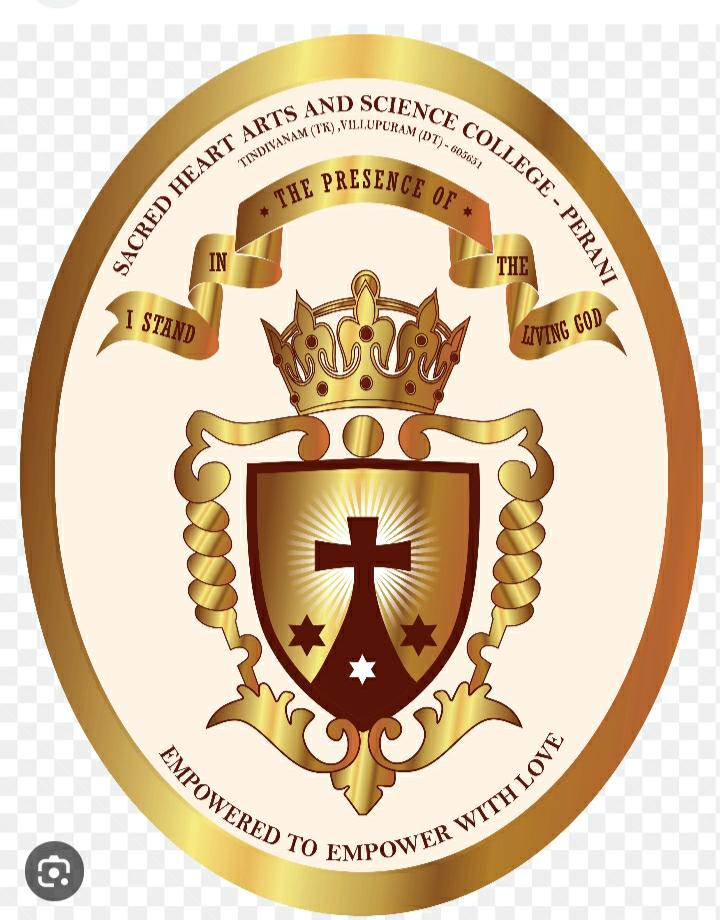 SACRED HEART ARTS AND SCIENCE COLLEGE - PERANI
TINDIVANAM (TK) ,VILLUPURAM (DT) - 605651
I STAND IN THE PRESENCE OF THE LIVING GOD
EMPOWERED TO EMPOWER WITH LOVE